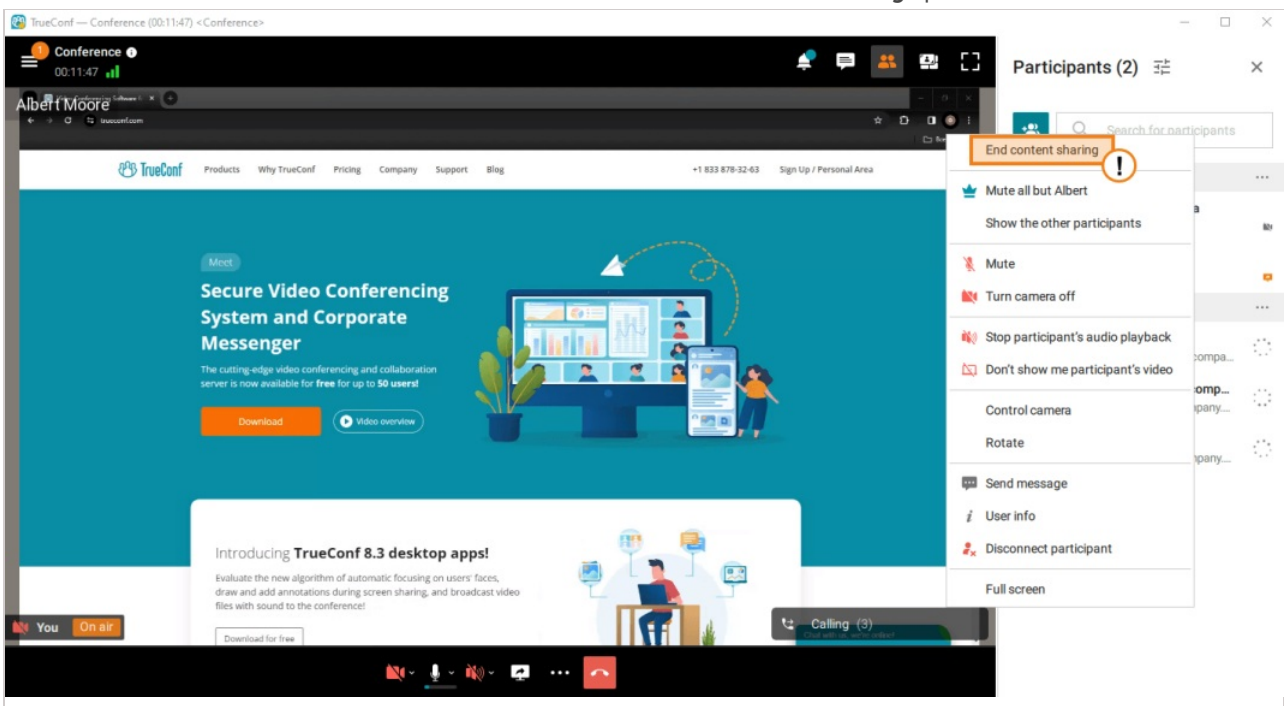 TrueConf — Conference (00:11:47) <Conference>
1 Conference
00:11:47
Albert Moore
trueconf.com
TrueConf Products Why TrueConf Pricing Company Support Blog +1 833 878-32-63 Sign Up / Personal Area
Meet
Secure Video Conferencing
System and Corporate
Messenger
The cutting-edge video conferencing and collaboration
server is now available for free for up to 50 users!
Download Video overview
Introducing TrueConf 8.3 desktop apps!
Evaluate the new algorithm of automatic focusing on users' faces,
draw and add annotations during screen sharing, and broadcast video
files with sound to the conference!
Download for free
You On air
Calling (3)
Chat with us, we're online!
Participants (2)
Search for participants
End content sharing
!
Mute all but Albert
Show the other participants
Mute
Turn camera off
Stop participant's audio playback
Don't show me participant's video
Control camera
Rotate
Send message
User info
Disconnect participant
Full screen